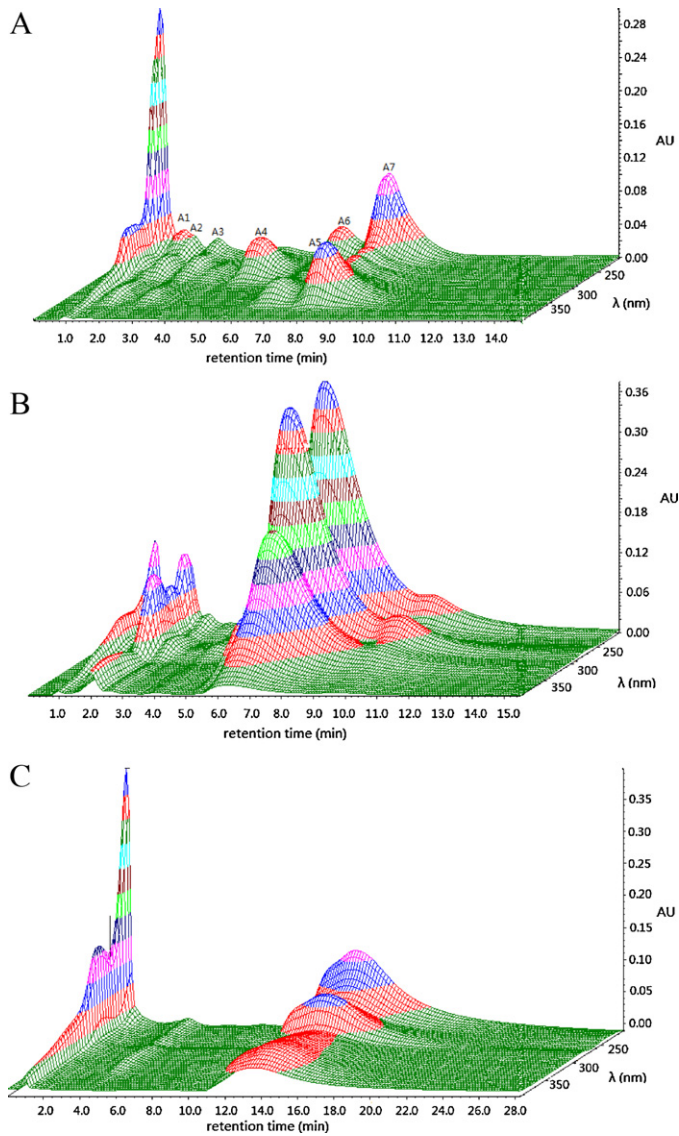 A
0.28
0.24
0.20
0.16
AU
0.12
0.08
0.04
0.00
A1
A2
A3
A4
A5
A6
A7
250
300
350
λ (nm)
1.0 2.0 3.0 4.0 5.0 6.0 7.0 8.0 9.0 10.0 11.0 12.0 13.0 14.0
retention time (min)
B
0.36
0.30
0.24
AU
0.12
0.05
0.00
250
300
350
λ (nm)
1.0 2.0 3.0 4.0 5.0 6.0 7.0 8.0 9.0 10.0 11.0 12.0 13.0 14.0 15.0
retention time (min)
C
0.35
0.30
0.25
0.20
AU
0.15
0.10
0.05
0.00
250
300
350
λ (nm)
2.0 4.0 6.0 8.0 10.0 12.0 14.0 16.0 18.0 20.0 22.0 24.0 26.0 28.0
retention time (min)